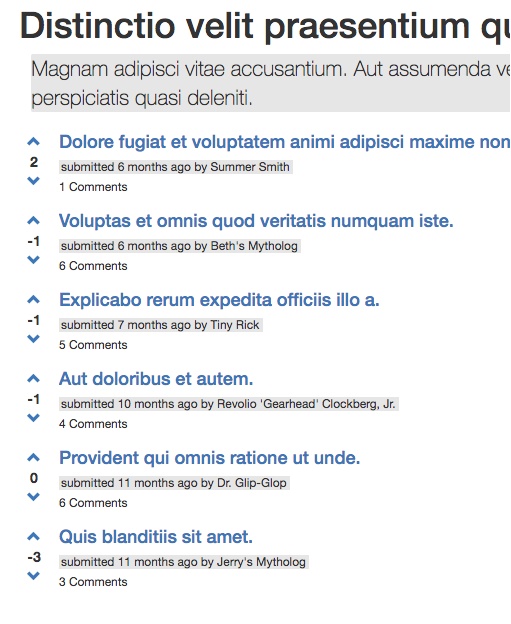 Distinctio velit praesentium
Magnam adipisci vitae accusantium. Aut assumenda
perspiciatis quasi deleniti.
Dolore fugiat et voluptatem animi adipisci maxime non
2
submitted 6 months ago by Summer Smith
1 Comments
Voluptas et omnis quod veritatis numquam iste.
-1
submitted 6 months ago by Beth's Mytholog
6 Comments
Explicabo rerum expedita officiis illo a.
-1
submitted 7 months ago by Tiny Rick
5 Comments
Aut doloribus et autem.
-1
submitted 10 months ago by Revolio 'Gearhead' Clockberg, Jr.
4 Comments
Provident qui omnis ratione ut unde.
0
submitted 11 months ago by Dr. Glip-Glop
6 Comments
Quis blanditiis sit amet.
-3
submitted 11 months ago by Jerry's Mytholog
3 Comments